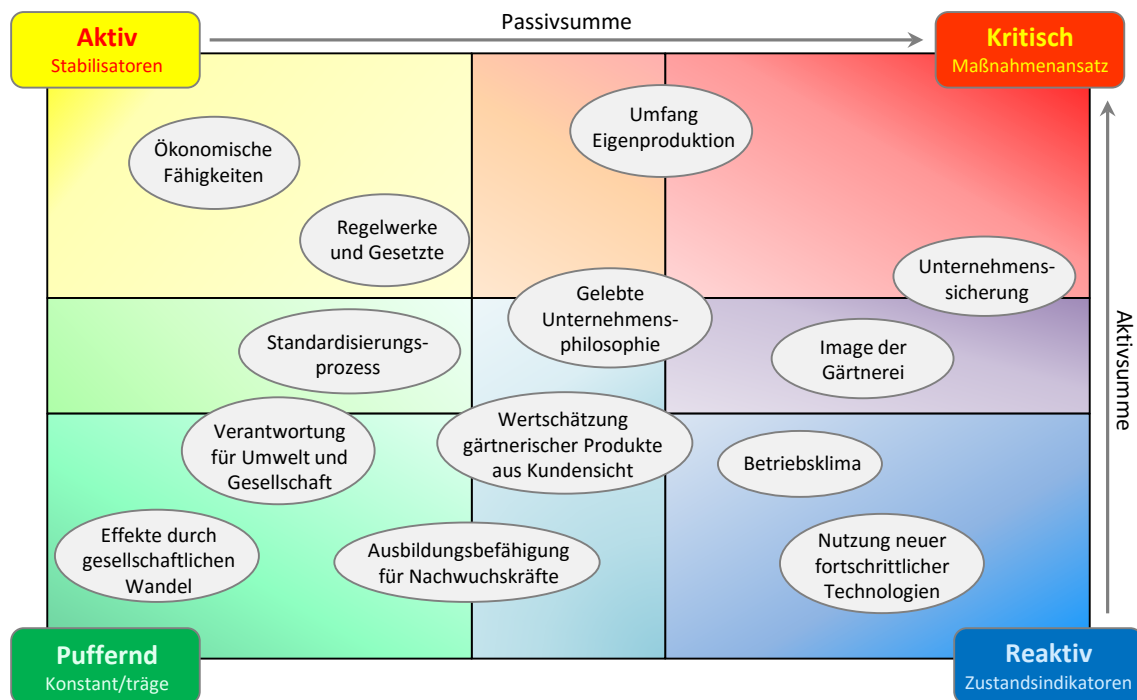 Passivsumme
Aktiv
Stabilisatoren
Kritisch
Maßnahmenansatz
Umfang
Eigenproduktion
Ökonomische
Fähigkeiten
Regelwerke
und Gesetzte
Unternehmens-
sicherung
Gelebte
Unternehmens-
philosophie
Standardisierungs-
prozess
Image der
Gärtnerei
Aktivsumme
Verantwortung
für Umwelt und
Gesellschaft
Wertschätzung
gärtnerischer Produkte
aus Kundensicht
Betriebsklima
Effekte durch
gesellschaftlichen
Wandel
Ausbildungsbefähigung
für Nachwuchskräfte
Nutzung neuer
fortschrittlicher
Technologien
Puffernd
Konstant/träge
Reaktiv
Zustandsindikatoren